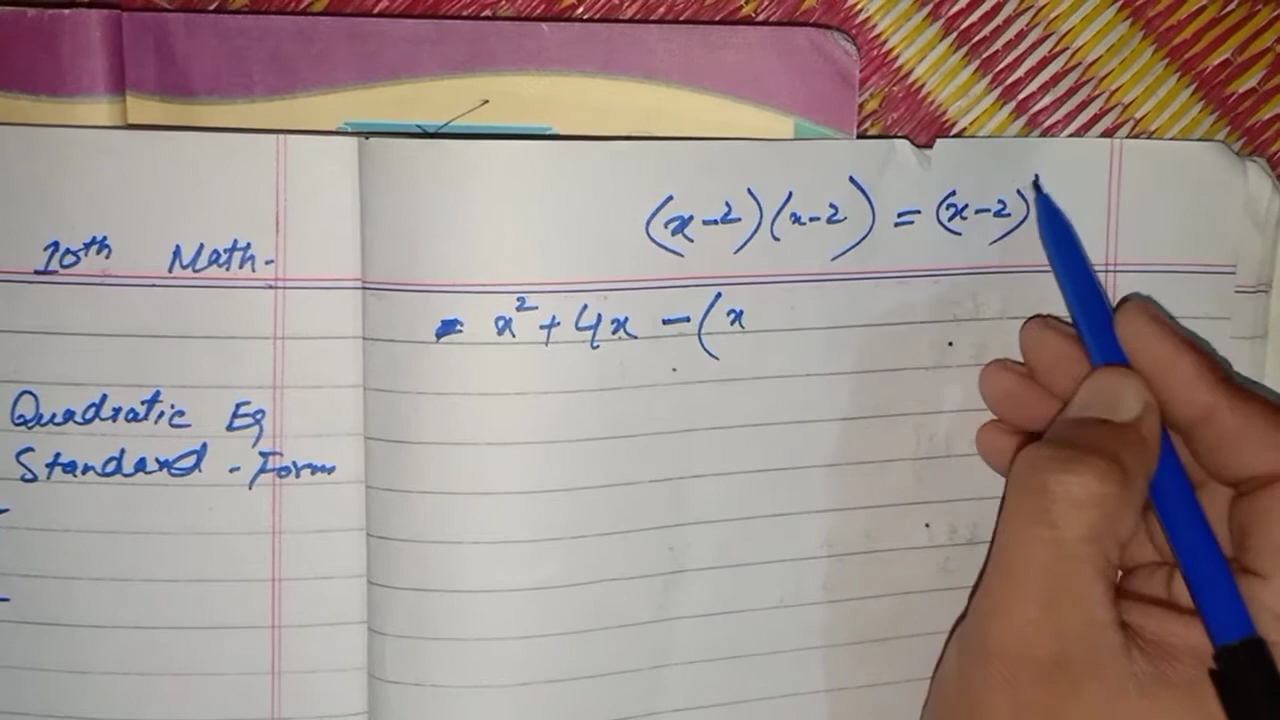 (x-2)(x-2) = (x-2)
10th Math.
= x² + 4x - (x
Quadratic Eq
Standard - Form